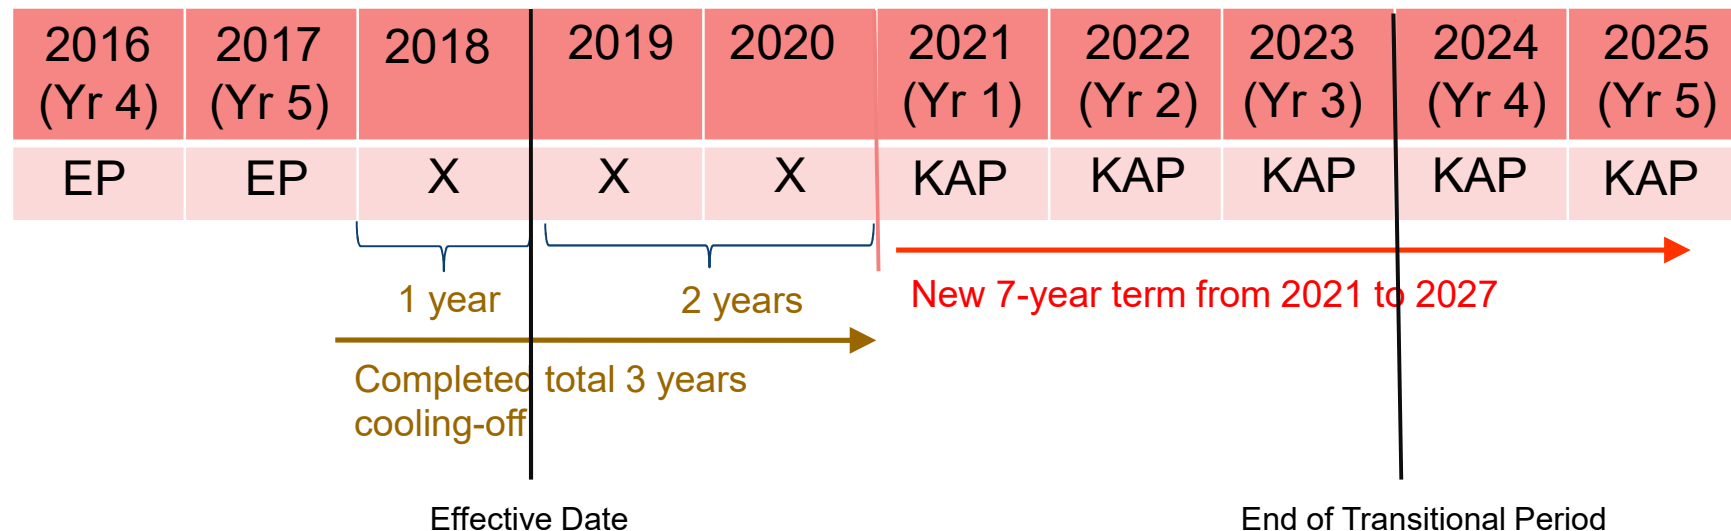 2016 2017 2018 2019 2020 2021 2022 2023 2024 2025
(Yr 4) (Yr 5) (Yr 1) (Yr 2) (Yr 3) (Yr 4) (Yr 5)
EP EP X X X KAP KAP KAP KAP KAP
1 year 2 years New 7-year term from 2021 to 2027
Completed total 3 years
cooling-off
Effective Date End of Transitional Period